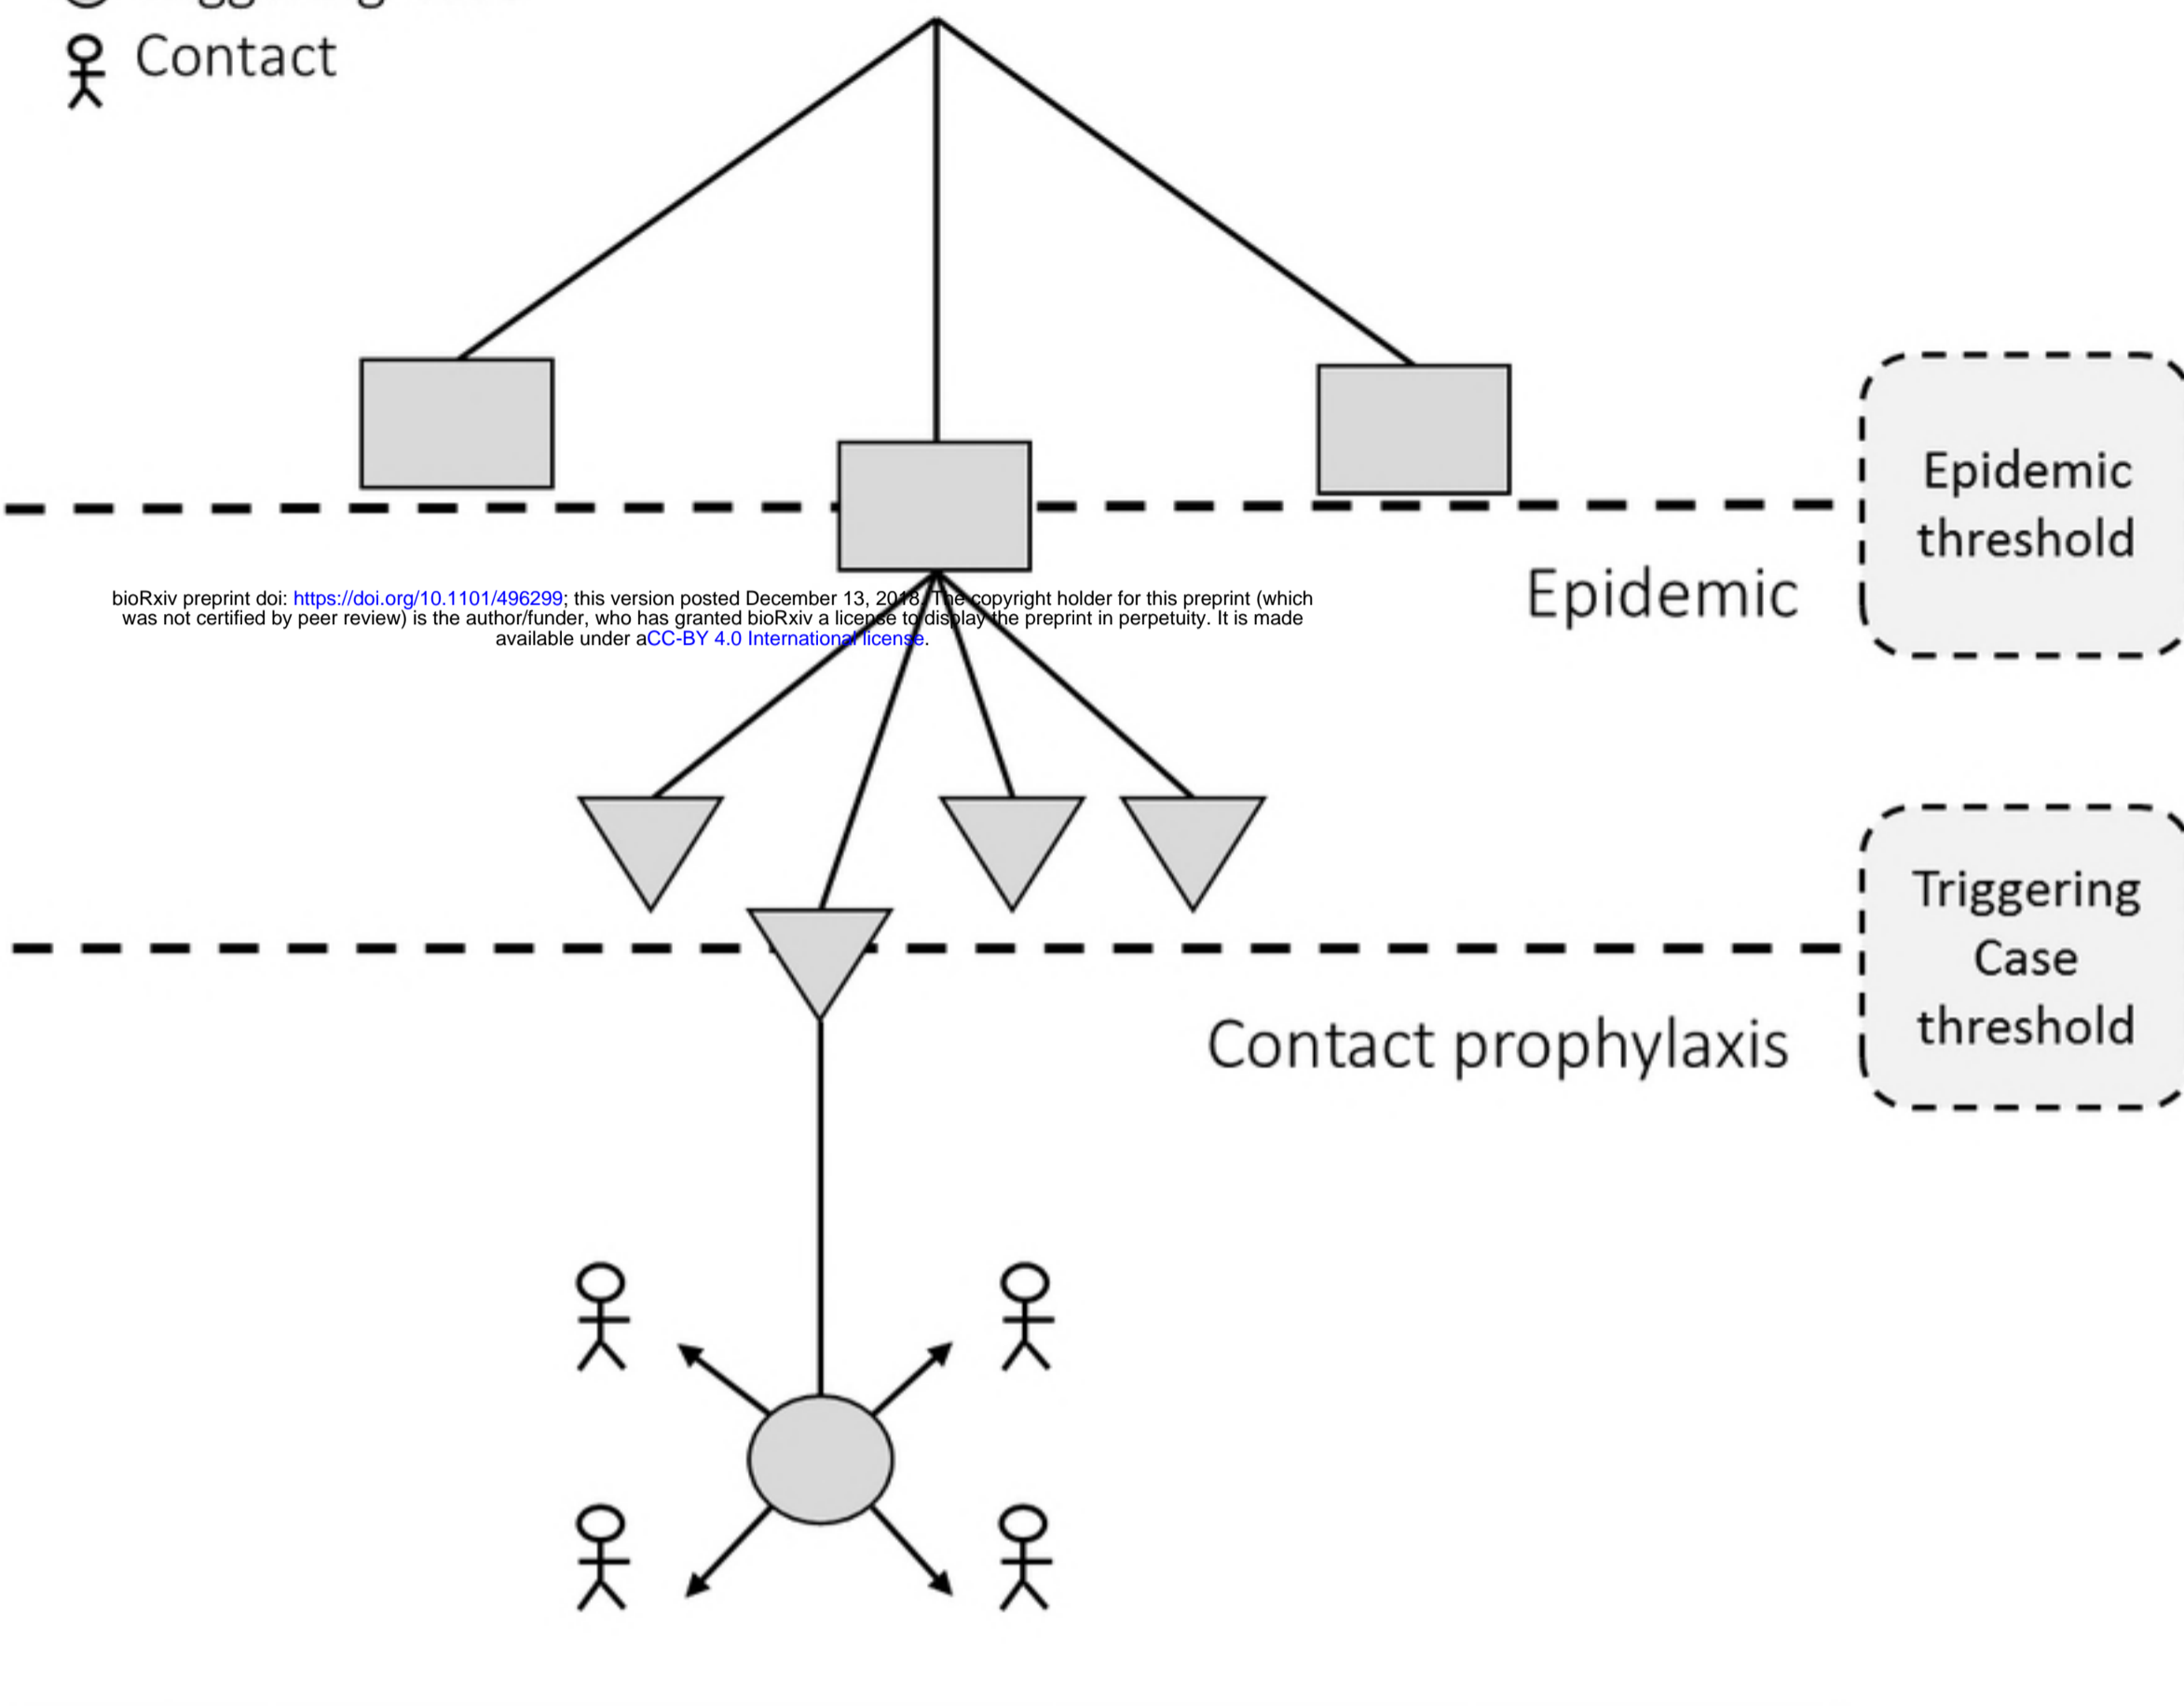 Contact
Epidemic
threshold
Epidemic
bioRxiv preprint doi: https://doi.org/10.1101/496299; this version posted December 13, 2018. The copyright holder for this preprint (which
was not certified by peer review) is the author/funder, who has granted bioRxiv a license to display the preprint in perpetuity. It is made
available under aCC-BY 4.0 International license.
Triggering
Case
threshold
Contact prophylaxis